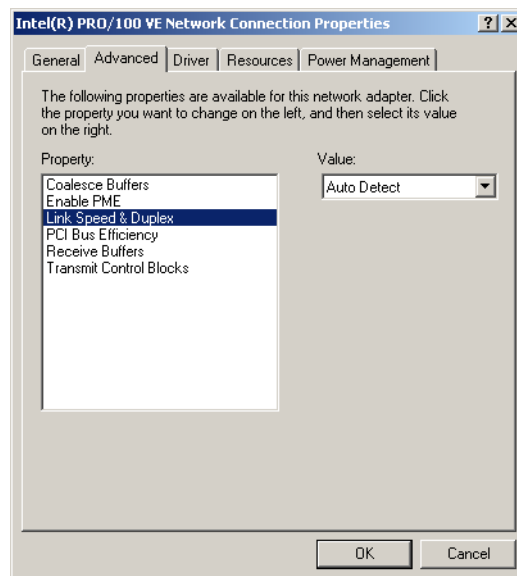 Intel(R) PRO/100 VE Network Connection Properties
General Advanced Driver Resources Power Management
The following properties are available for this network adapter. Click
the property you want to change on the left, and then select its value
on the right.
Property:
Value:
Coalesce Buffers
Enable PME
Link Speed & Duplex
PCI Bus Efficiency
Receive Buffers
Transmit Control Blocks
Auto Detect
OK
Cancel